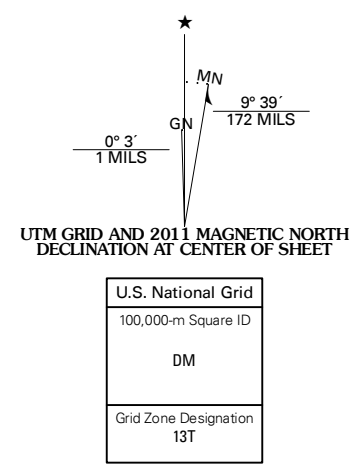 ★
MN
9° 39´
172 MILS
GN
0° 3´
1 MILS
UTM GRID AND 2011 MAGNETIC NORTH
DECLINATION AT CENTER OF SHEET
U.S. National Grid
100,000-m Square ID
DM
Grid Zone Designation
13T